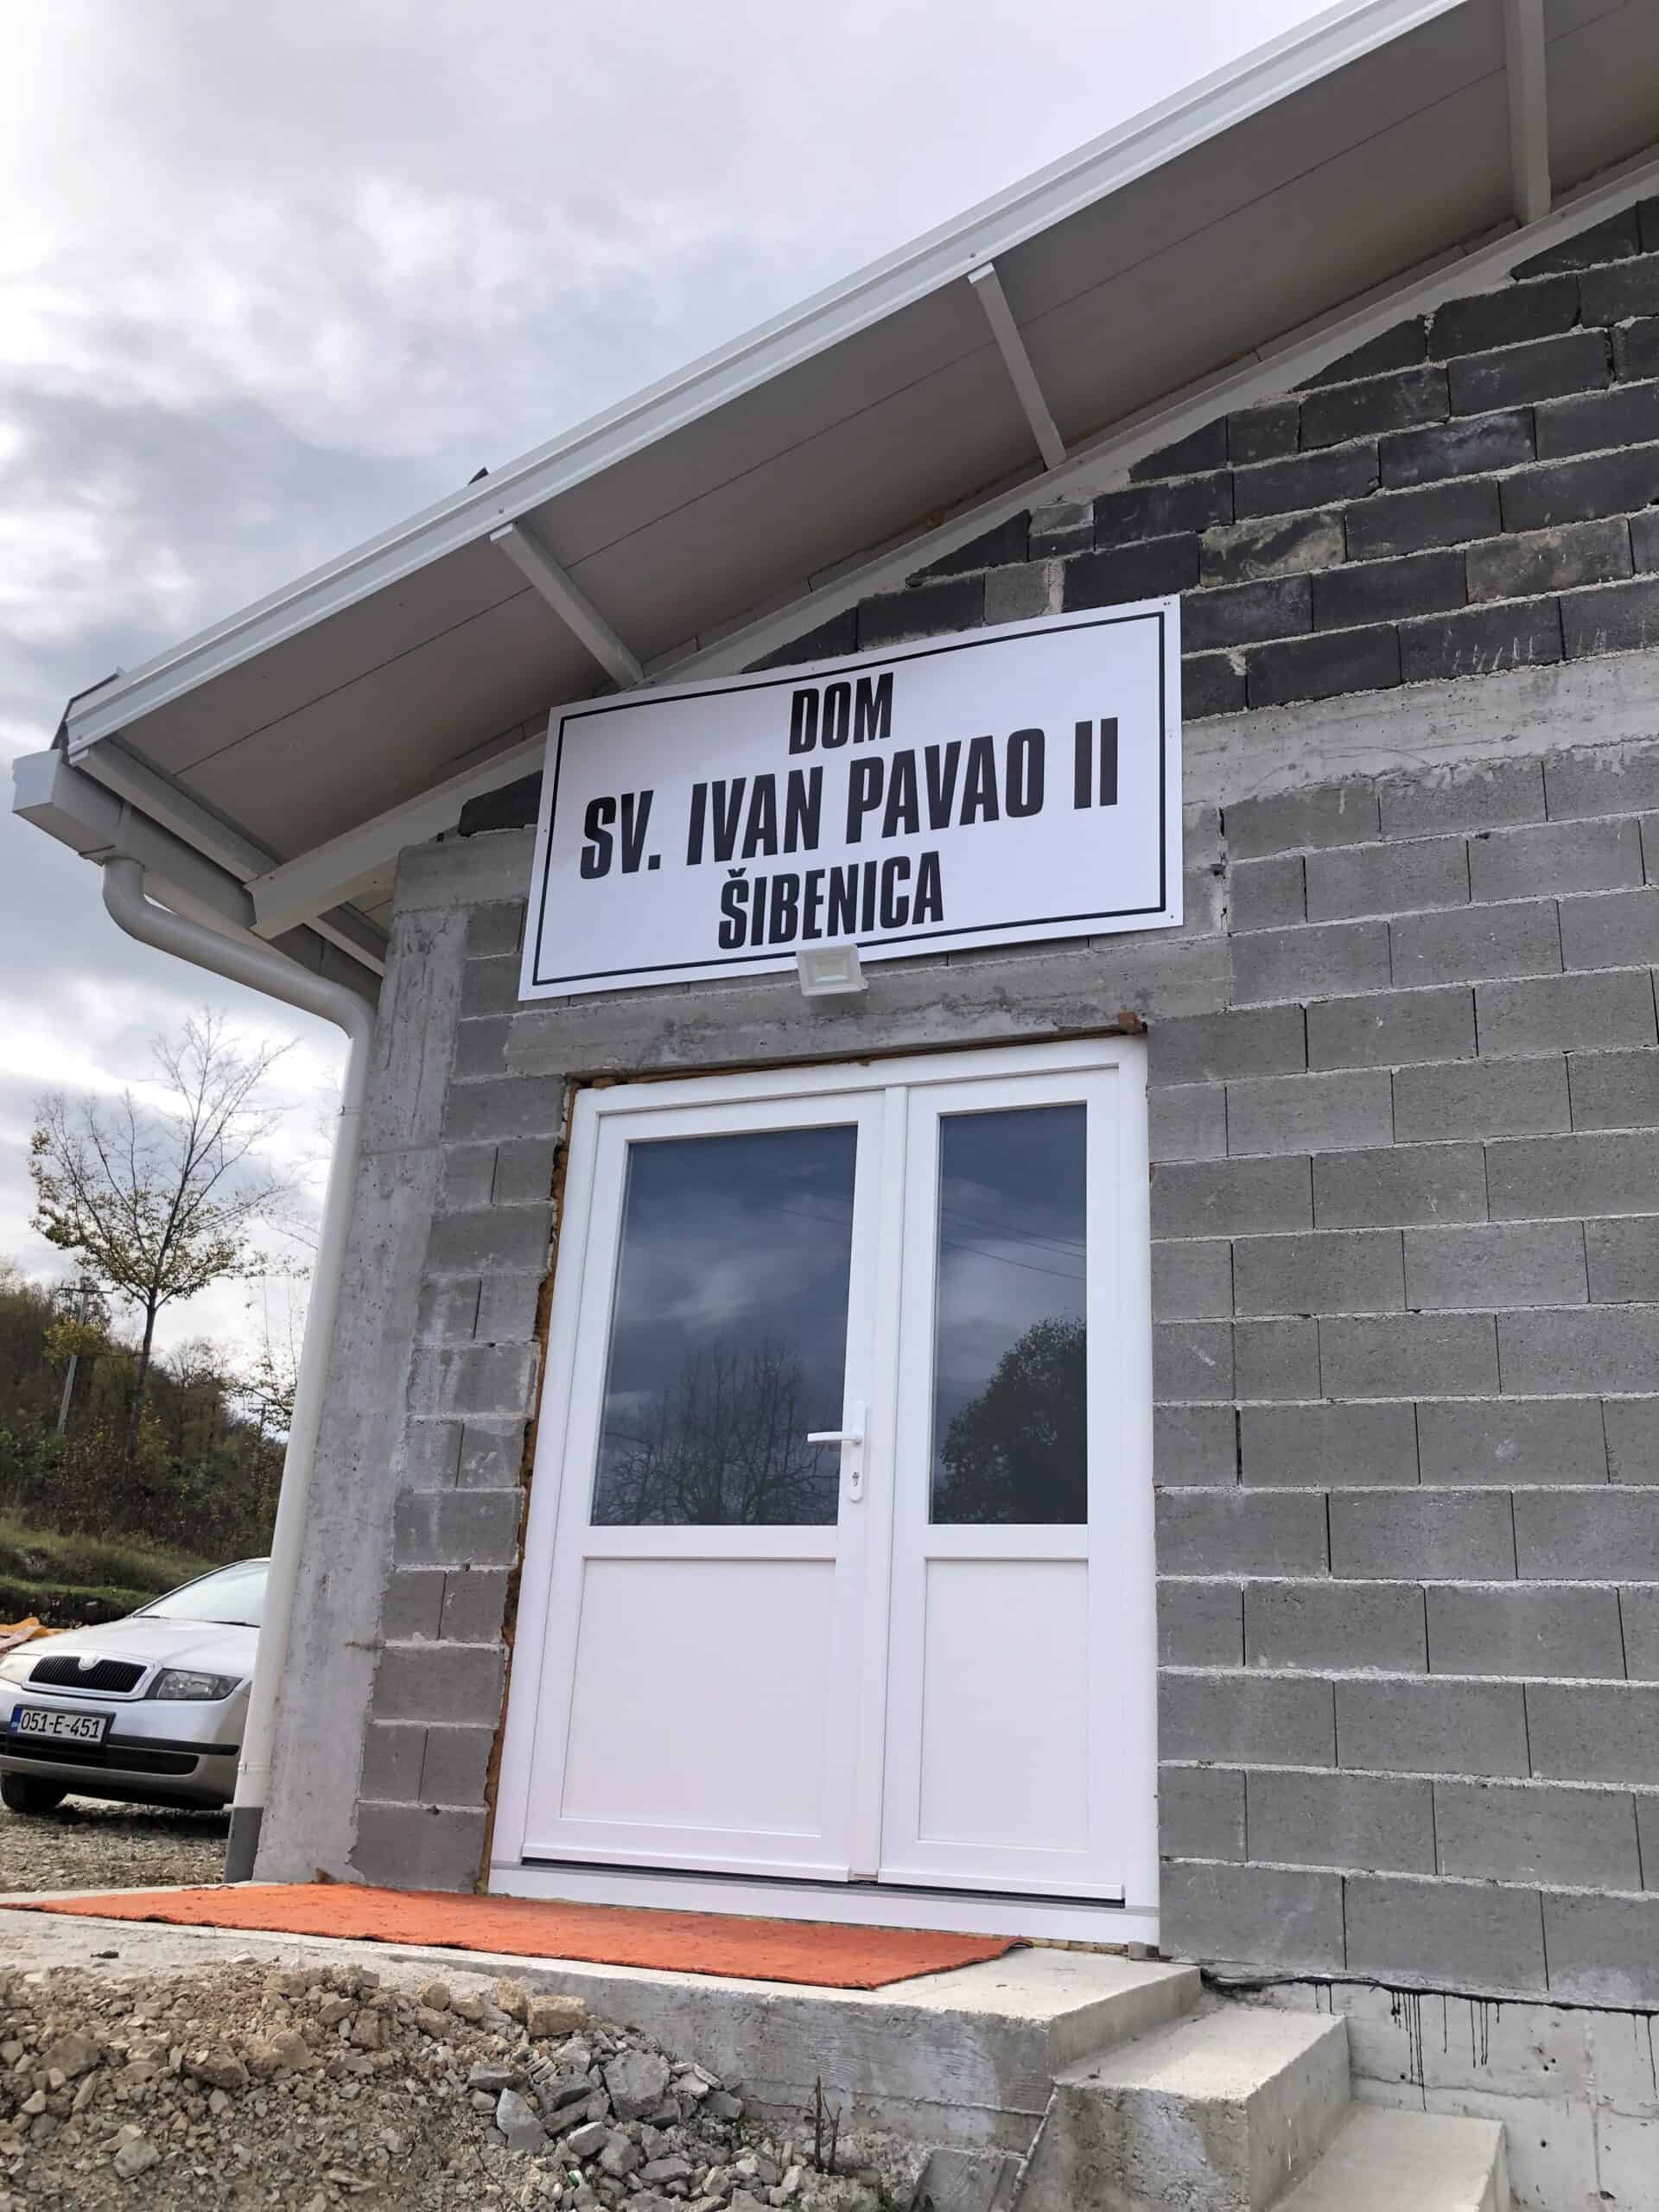 DOM
SV. IVAN PAVAO II
ŠIBENICA
051-E-451